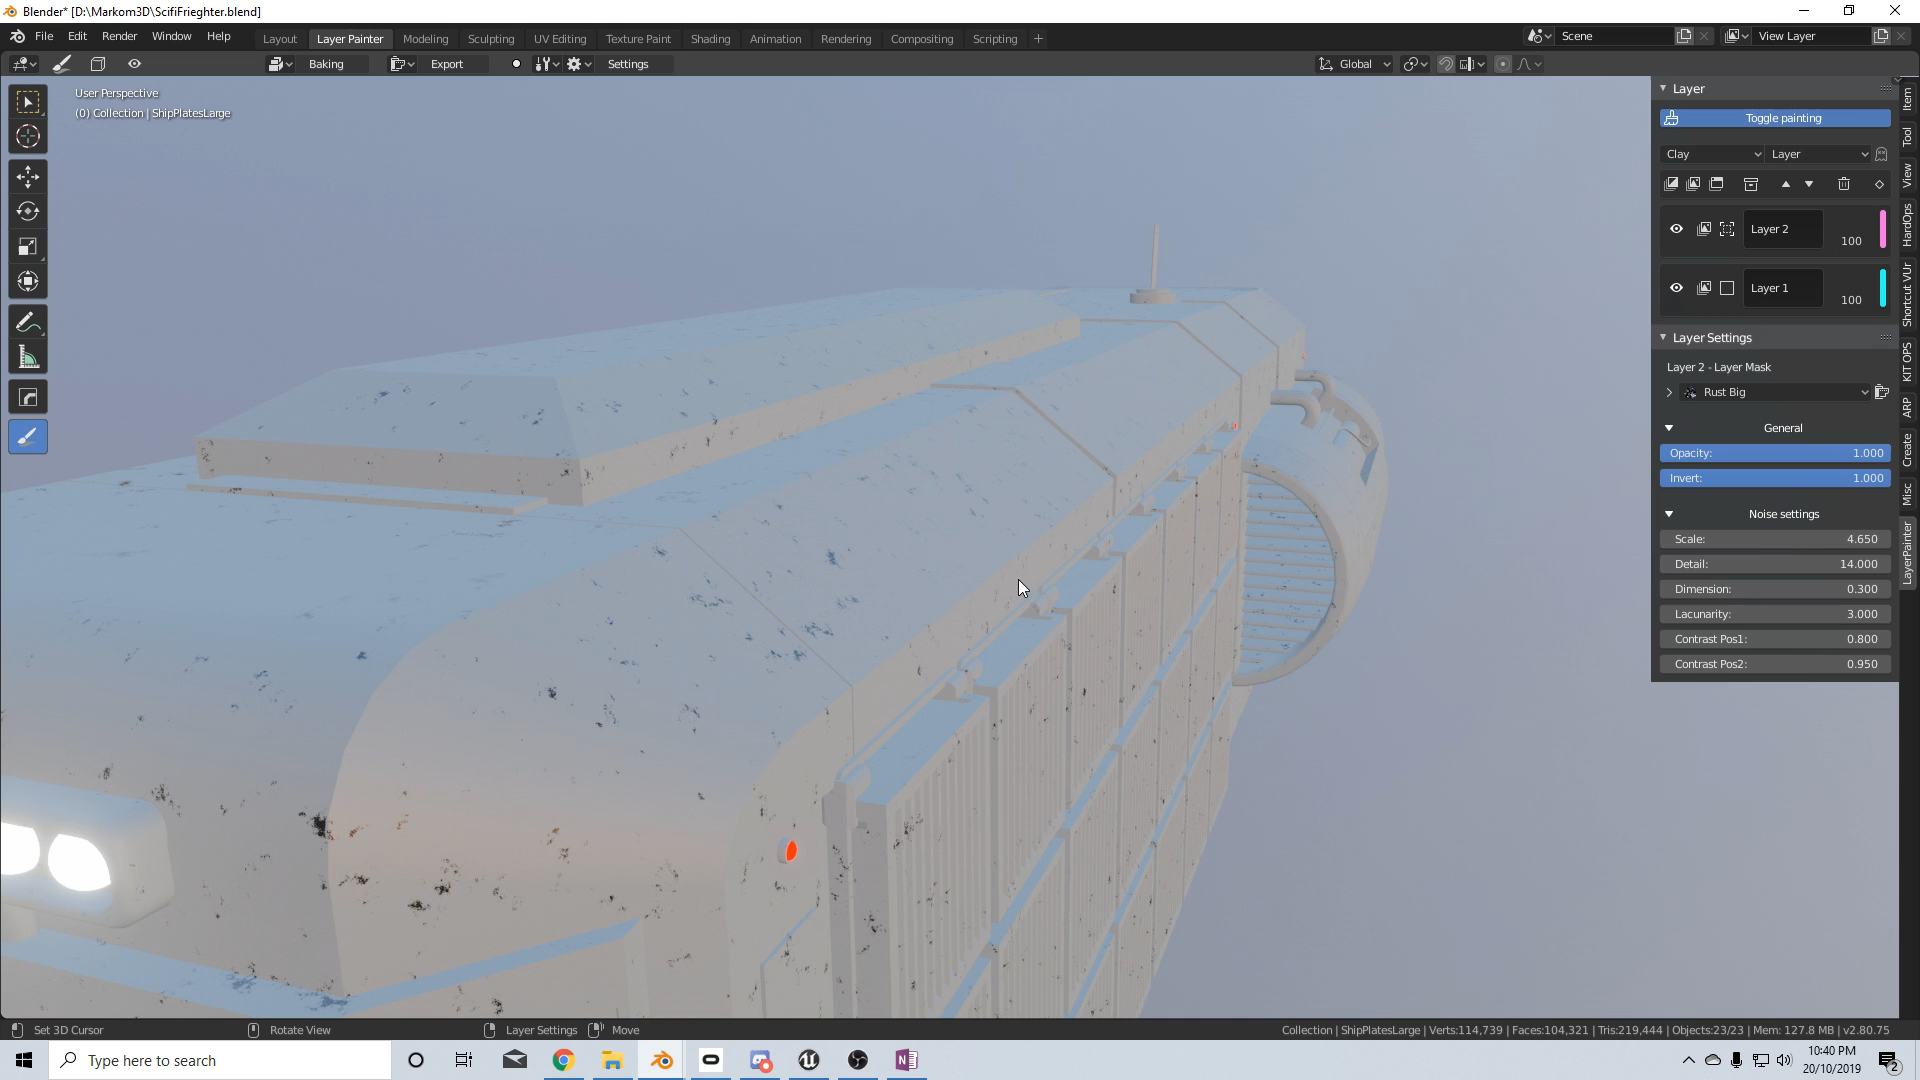 Blender* [D:\Markom3D\ScifiFrieghter.blend]
File Edit Render Window Help Layout Layer Painter Modeling Sculpting UV Editing Texture Paint Shading Animation Rendering Compositing Scripting + Scene View Layer
Baking Export Settings Global
User Perspective
(0) Collection | ShipPlatesLarge
Layer
Toggle painting
Clay Layer
Layer 2
100
Layer 1
100
Layer Settings
Layer 2 - Layer Mask
Rust Big
General
Opacity: 1.000
Invert: 1.000
Noise settings
Scale: 4.650
Detail: 14.000
Dimension: 0.300
Lacunarity: 3.000
Contrast Pos1: 0.800
Contrast Pos2: 0.950
Item
Tool
View
HardOps
Shortcut VUr
KIT OPS
ARP
Create
Misc
LayerPainter
Set 3D Cursor Rotate View Layer Settings Move Collection | ShipPlatesLarge | Verts:114,739 | Faces:104,321 | Tris:219,444 | Objects:23/23 | Mem: 127.8 MB | v2.80.75
Type here to search
10:40 PM
20/10/2019
2